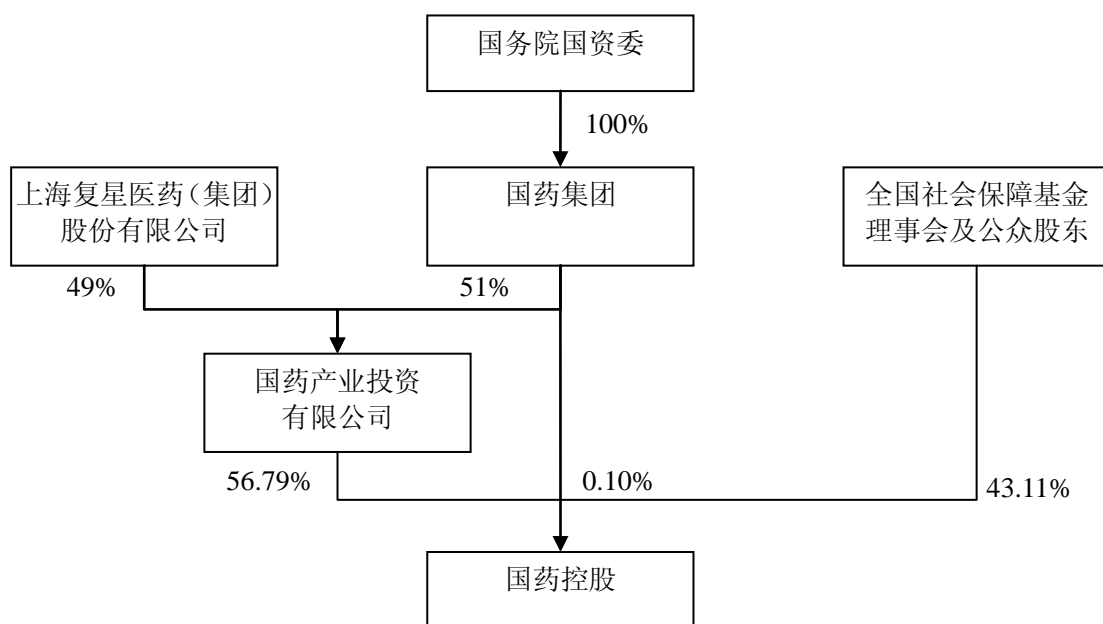 国务院国资委
100%
上海复星医药（集团）
股份有限公司
国药集团
全国社会保障基金
理事会及公众股东
49%
51%
国药产业投资
有限公司
56.79%
0.10%
43.11%
国药控股